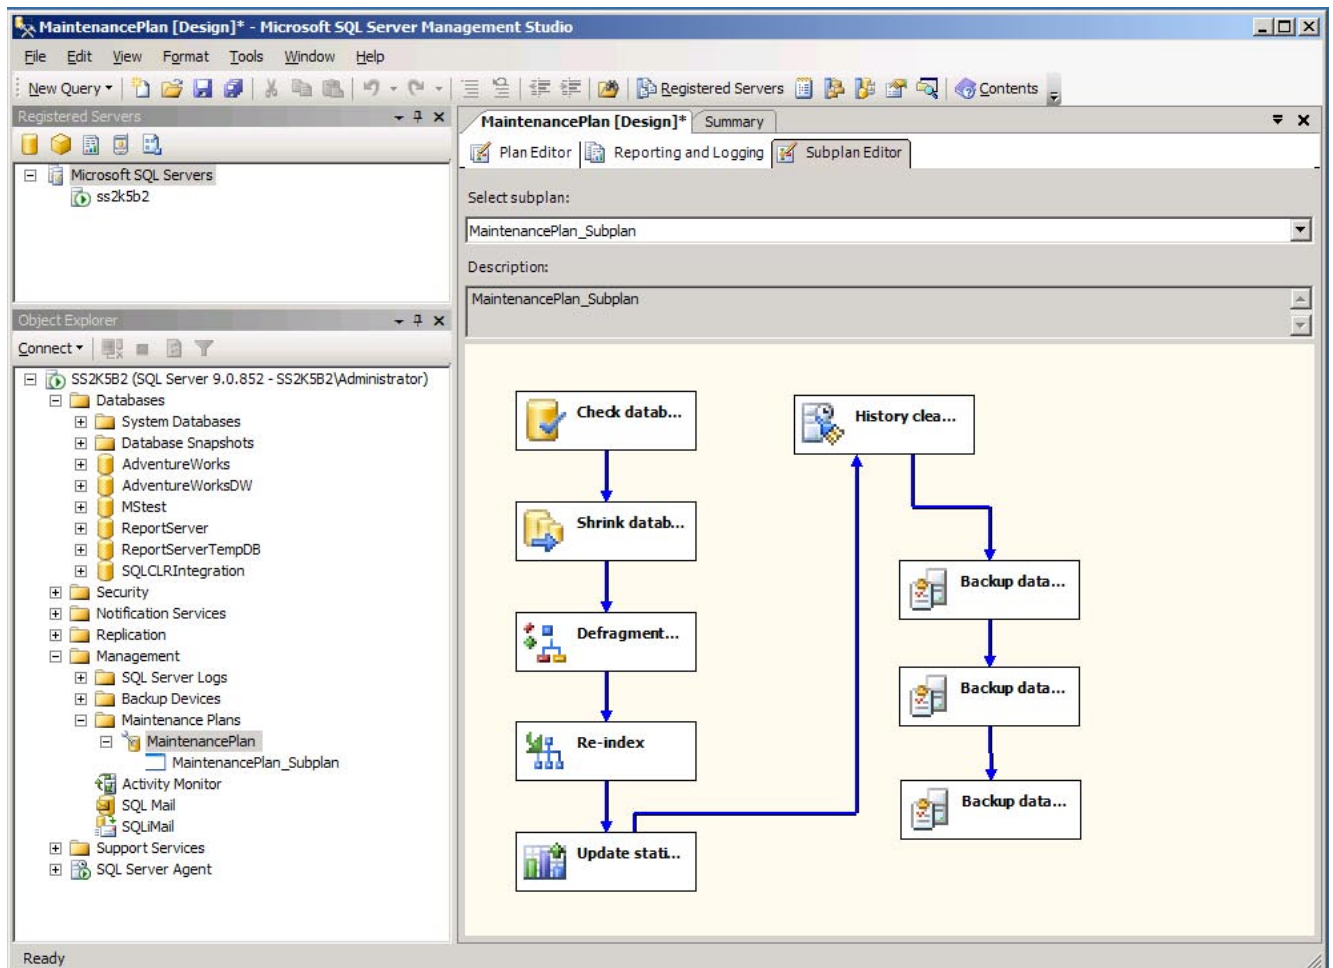 MaintenancePlan [Design]* - Microsoft SQL Server Management Studio
File Edit View Format Tools Window Help
New Query Registered Servers Contents
Registered Servers
Microsoft SQL Servers
ss2k5b2
Object Explorer
Connect
SS2K5B2 (SQL Server 9.0.852 - SS2K5B2\Administrator)
Databases
System Databases
Database Snapshots
AdventureWorks
AdventureWorksDW
MStest
ReportServer
ReportServerTempDB
SQLCLRIntegration
Security
Notification Services
Replication
Management
SQL Server Logs
Backup Devices
Maintenance Plans
MaintenancePlan
MaintenancePlan_Subplan
Activity Monitor
SQL Mail
SQLiMail
Support Services
SQL Server Agent
MaintenancePlan [Design]* Summary
Plan Editor Reporting and Logging Subplan Editor
Select subplan:
MaintenancePlan_Subplan
Description:
MaintenancePlan_Subplan
Check datab...
Shrink datab...
Defragment...
Re-index
Update stati...
History clea...
Backup data...
Backup data...
Backup data...
Ready